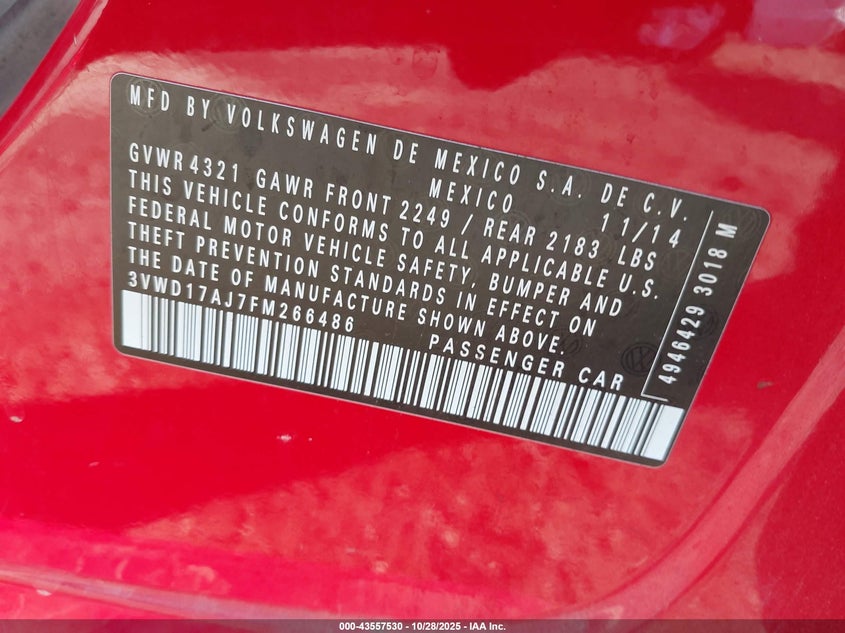 MFD BY VOLKSWAGEN DE MEXICO S.A. DE C.V.
MEXICO
GVWR 4321 GAWR FRONT 2249 / REAR 2183 LBS 11/14
THIS VEHICLE CONFORMS TO ALL APPLICABLE U.S.
FEDERAL MOTOR VEHICLE SAFETY, BUMPER AND
THEFT PREVENTION STANDARDS IN EFFECT ON
THE DATE OF MANUFACTURE SHOWN ABOVE.
3VWD17AJ7FM266486 PASSENGER CAR
4946429 3018 M
000-43557530 - 10/28/2025 - IAA Inc.